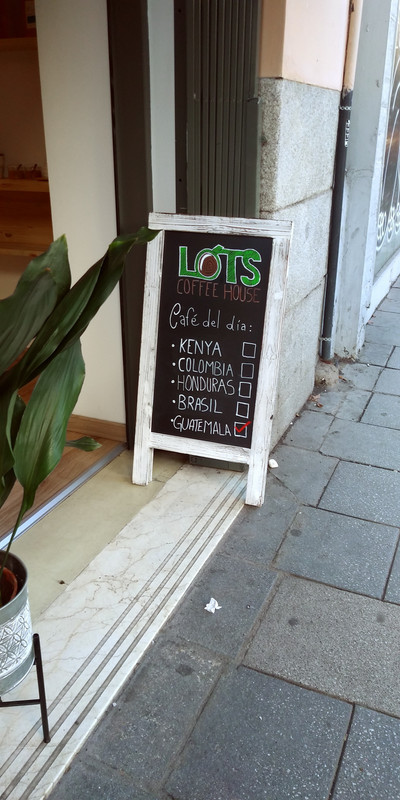 LOTS
COFFEE HOUSE
Café del día:
• KENYA
• COLOMBIA
• HONDURAS
• BRASIL
• GUATEMALA